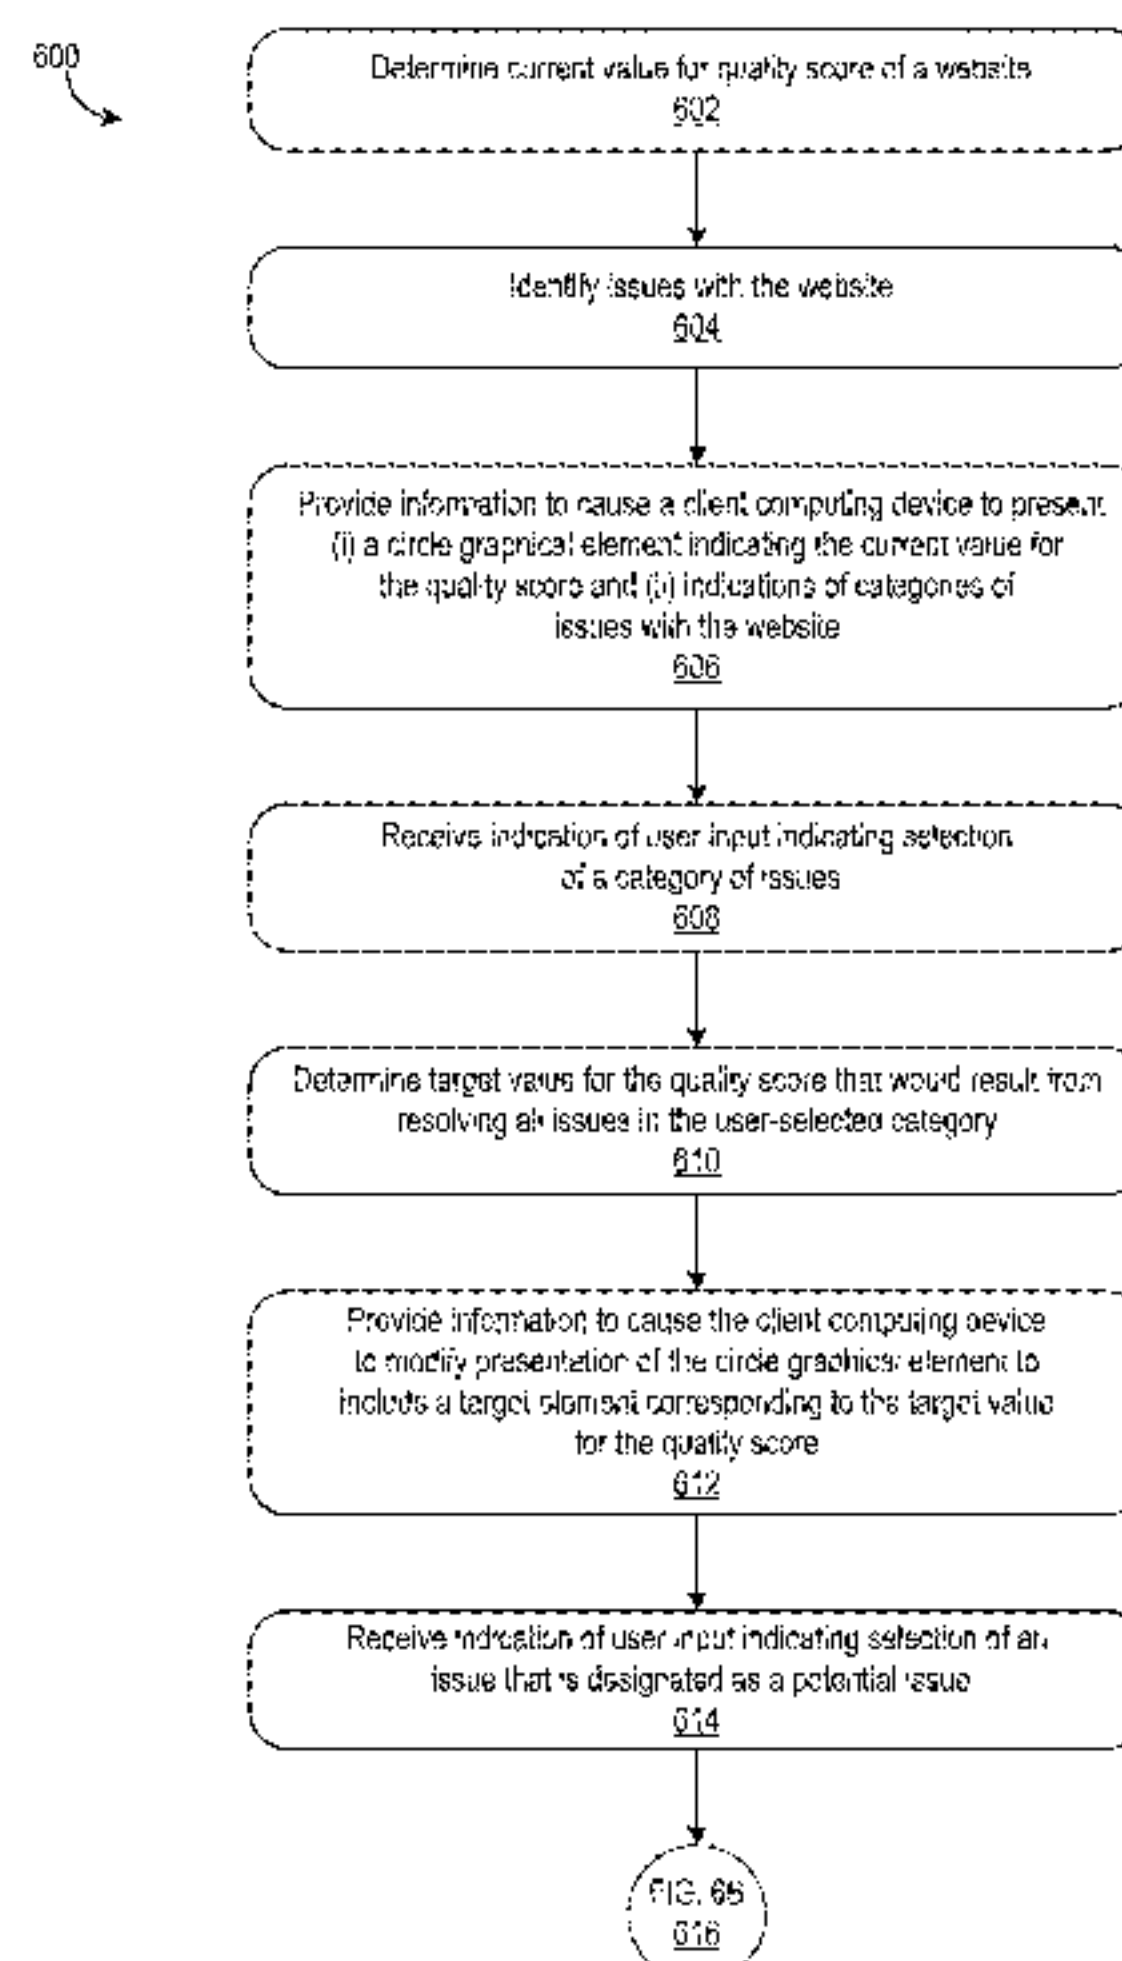 600
Determine current value for quality score of a website
602
Identify issues with the website
604
Provide information to cause a client computing device to present
(i) a circle graphical element indicating the current value for
the quality score and (ii) indications of categories of
issues with the website
606
Receive indication of user input indicating selection
of a category of issues
608
Determine target value for the quality score that would result from
resolving all issues in the user-selected category
610
Provide information to cause the client computing device
to modify presentation of the circle graphical element to
include a target element corresponding to the target value
for the quality score
612
Receive indication of user input indicating selection of an
issue that is designated as a potential issue
614
FIG. 6B
616